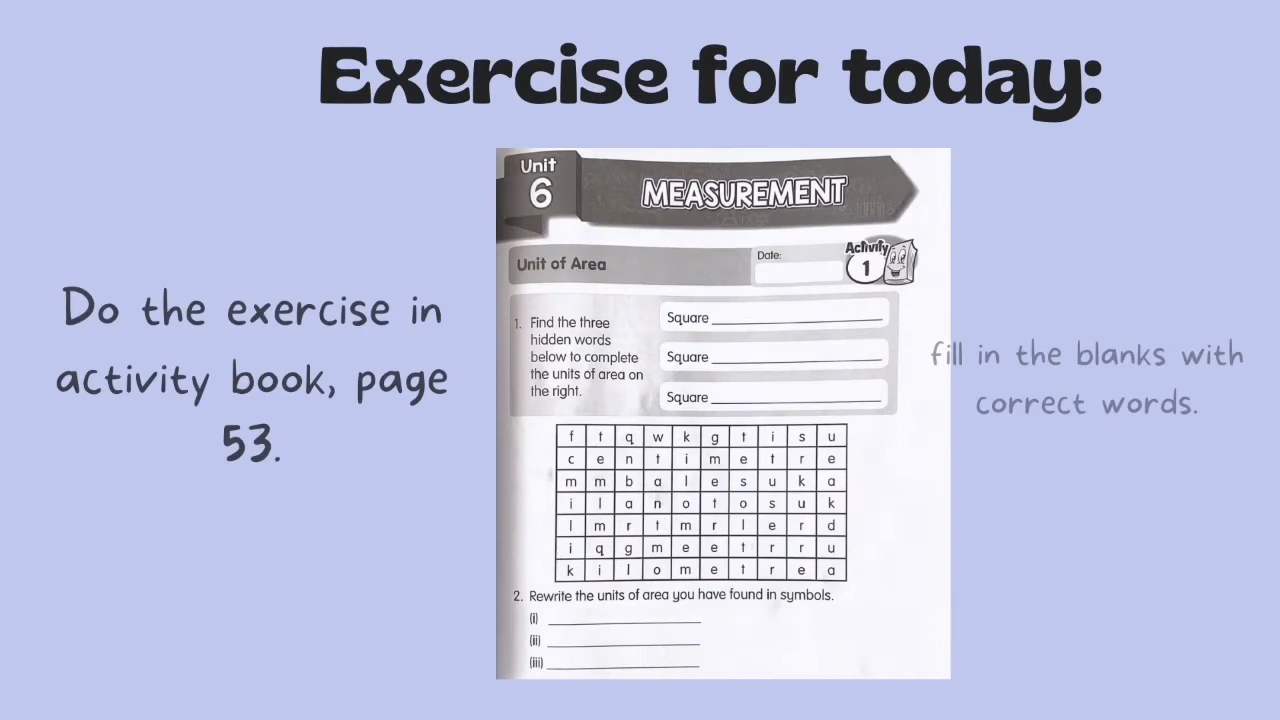 Exercise for today:
Do the exercise in
activity book, page
53.
Unit
6
MEASUREMENT
Unit of Area
Date:
Activity
1
1. Find the three
hidden words
below to complete
the units of area on
the right.
Square
Square
Square
f t q w k g t i s u
c e n t i m e t r e
m m b a l e s u k a
i l a n o t o s u k
l m r t m r l e r d
i q g m e e t r r u
k i l o m e t r e a
2. Rewrite the units of area you have found in symbols.
(i)
(ii)
(iii)
fill in the blanks with
correct words.